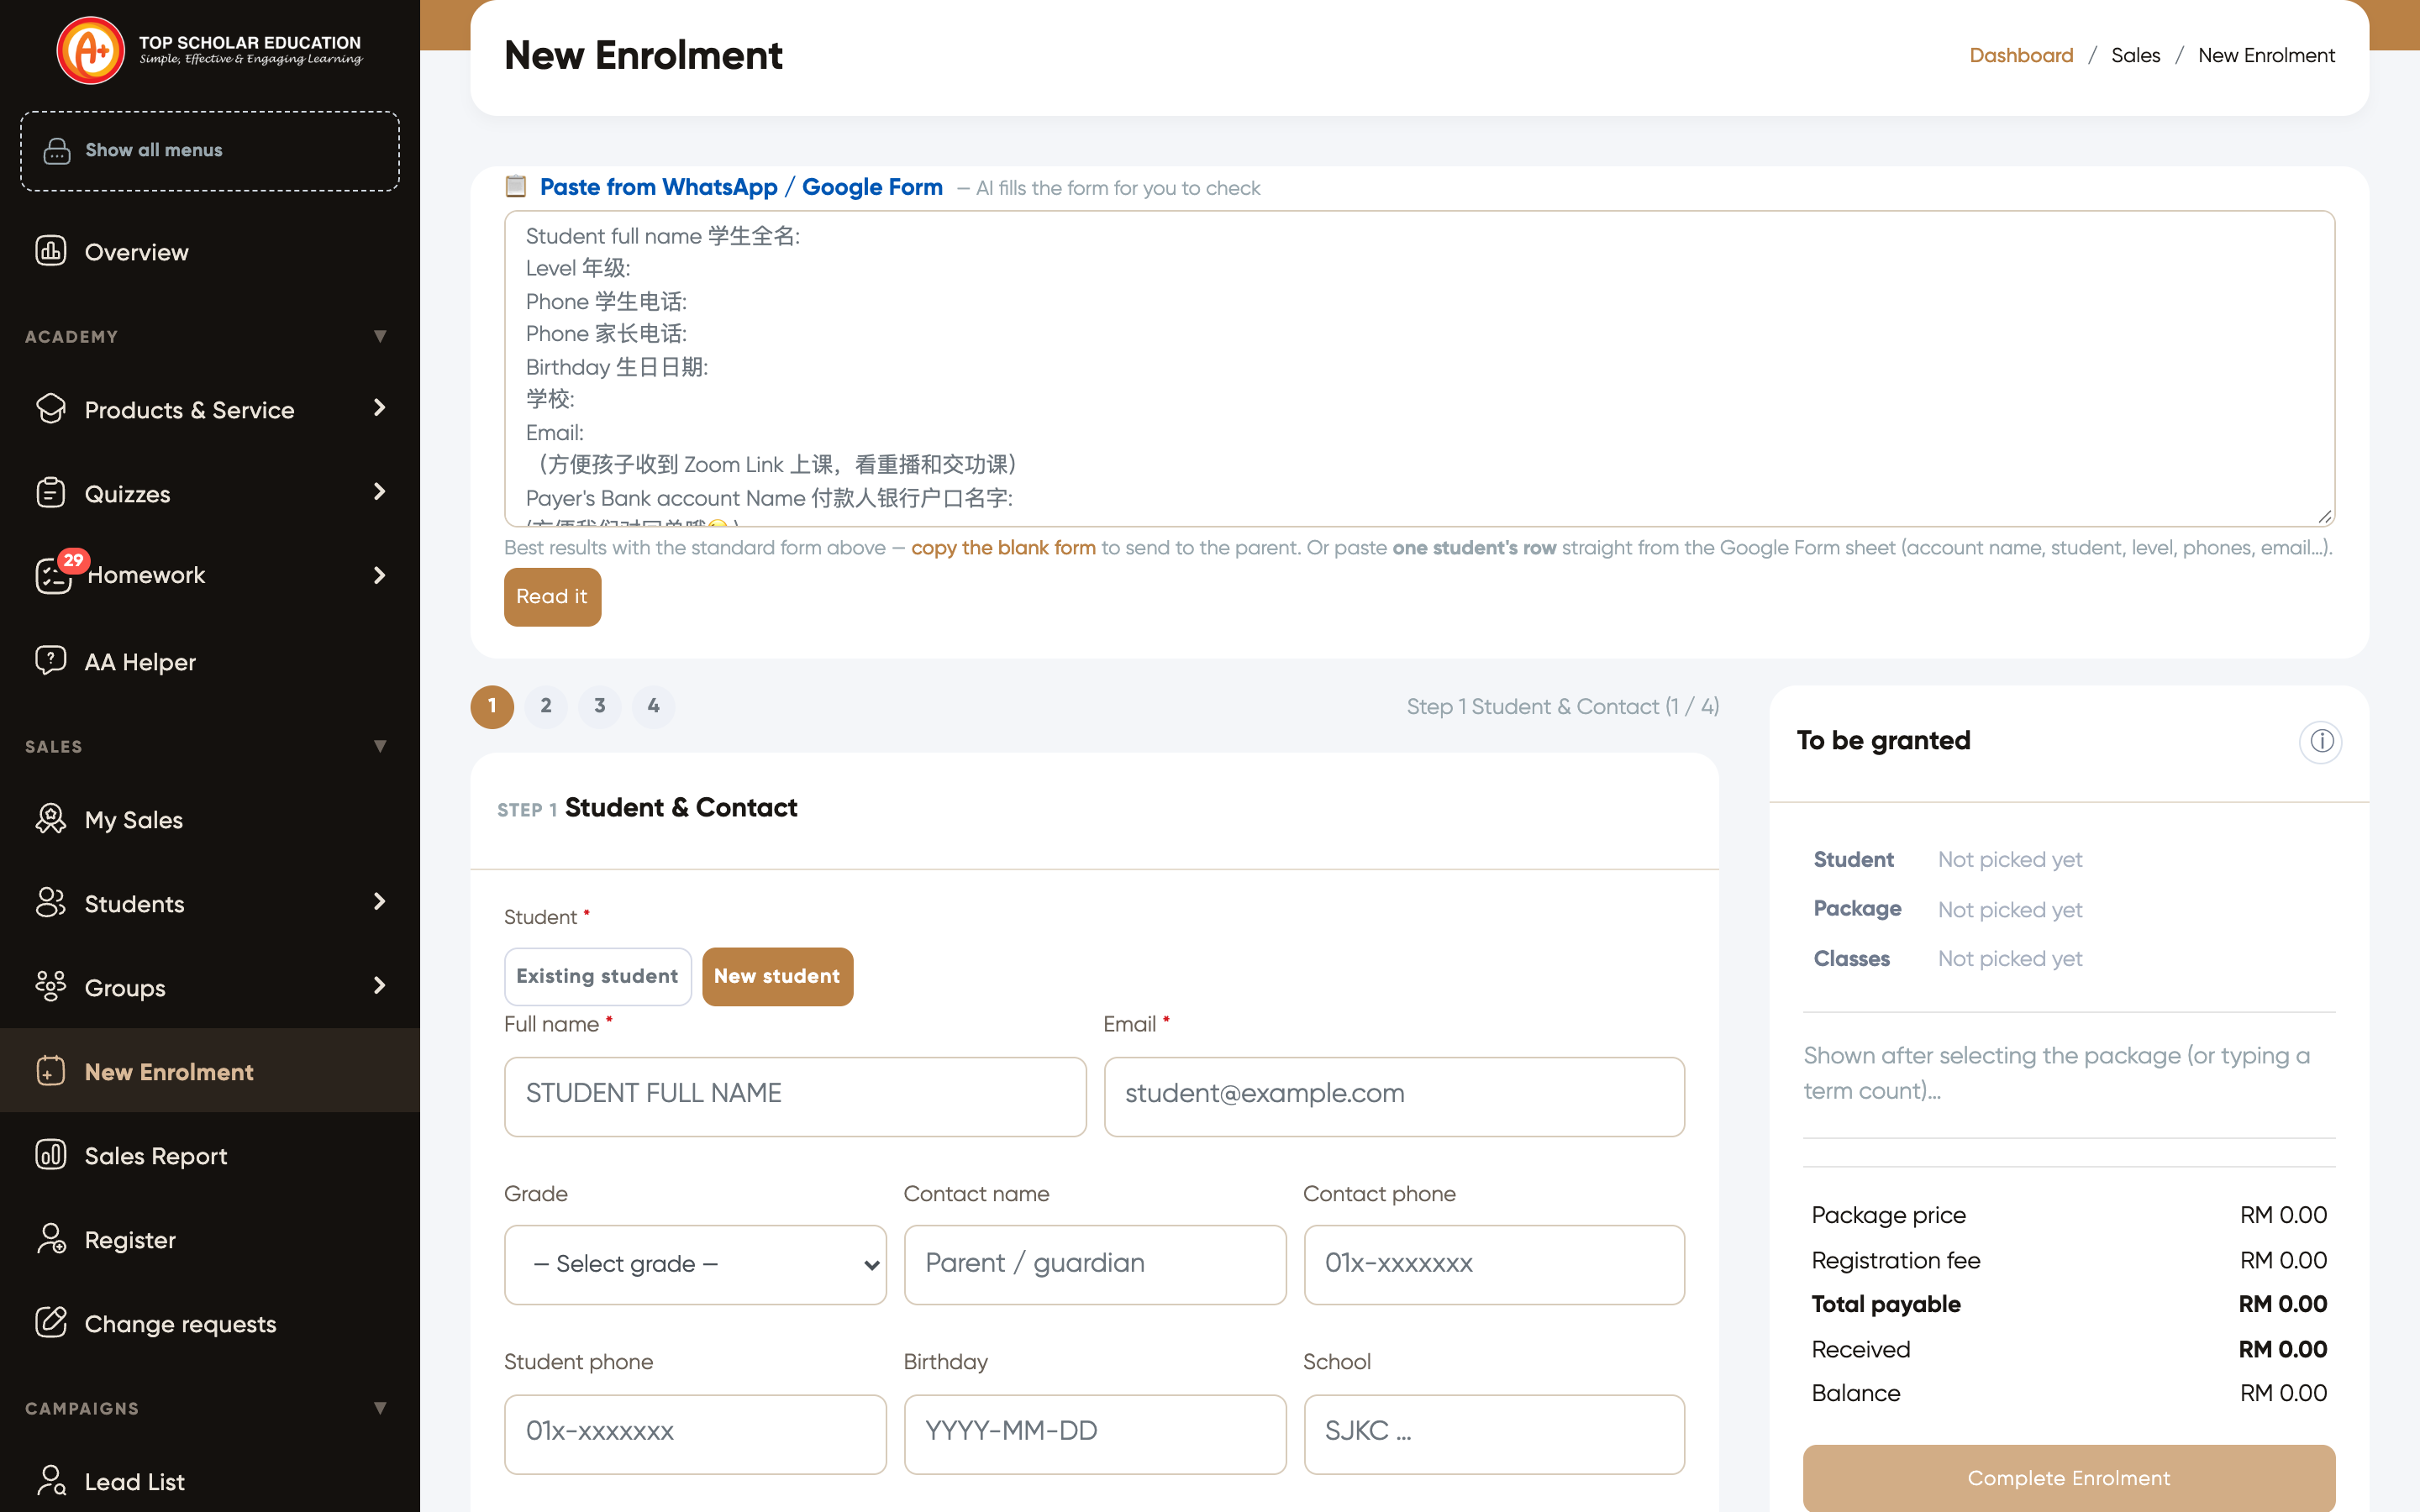 TOP SCHOLAR EDUCATION
Simple, Effective & Engaging Learning
Show all menus
Overview
ACADEMY
Products & Service
Quizzes
29
Homework
AA Helper
SALES
My Sales
Students
Groups
New Enrolment
Sales Report
Register
Change requests
CAMPAIGNS
Lead List
New Enrolment
Dashboard / Sales / New Enrolment
Paste from WhatsApp / Google Form — AI fills the form for you to check
Student full name 学生全名:
Level 年级:
Phone 学生电话:
Phone 家长电话:
Birthday 生日日期:
学校:
Email:
（方便孩子收到 Zoom Link 上课，看重播和交功课）
Payer's Bank account Name 付款人银行户口名字:
Best results with the standard form above — copy the blank form to send to the parent. Or paste one student's row straight from the Google Form sheet (account name, student, level, phones, email...).
Read it
1 2 3 4
Step 1 Student & Contact (1 / 4)
STEP 1 Student & Contact
Student *
Existing student
New student
Full name *
Email *
STUDENT FULL NAME
student@example.com
Grade
Contact name
Contact phone
— Select grade —
Parent / guardian
01x-xxxxxxx
Student phone
Birthday
School
01x-xxxxxxx
YYYY-MM-DD
SJKC ...
To be granted
Student Not picked yet
Package Not picked yet
Classes Not picked yet
Shown after selecting the package (or typing a
term count)...
Package price RM 0.00
Registration fee RM 0.00
Total payable RM 0.00
Received RM 0.00
Balance RM 0.00
Complete Enrolment